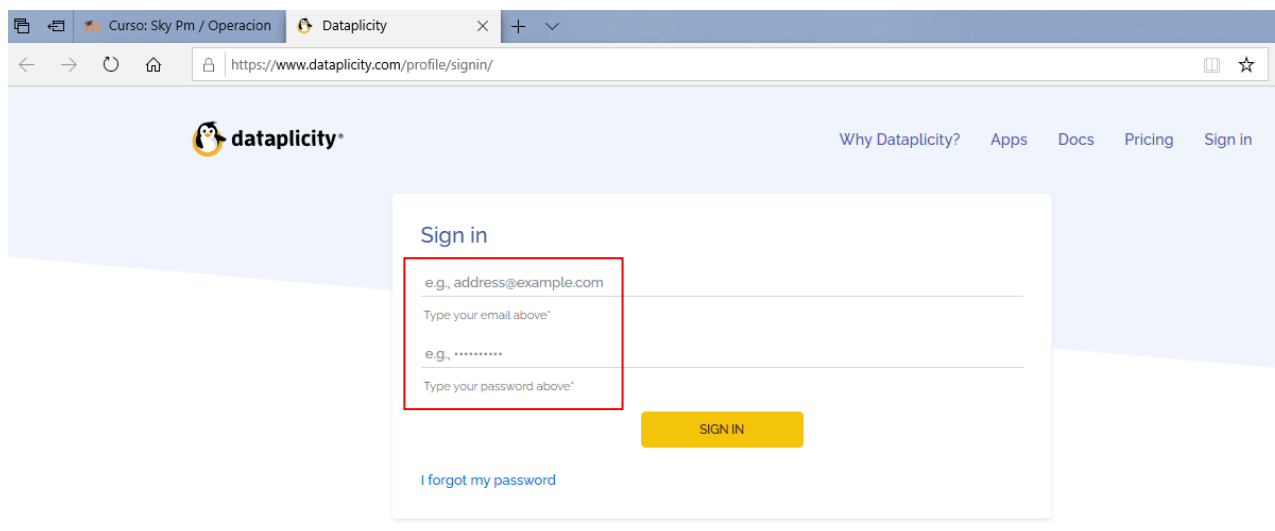 Curso: Sky Pm / Operacion Dataplicity
https://www.dataplicity.com/profile/signin/
dataplicity Why Dataplicity? Apps Docs Pricing Sign in
Sign in
e.g., address@example.com
Type your email above*
e.g., ••••••••••
Type your password above*
SIGN IN
I forgot my password